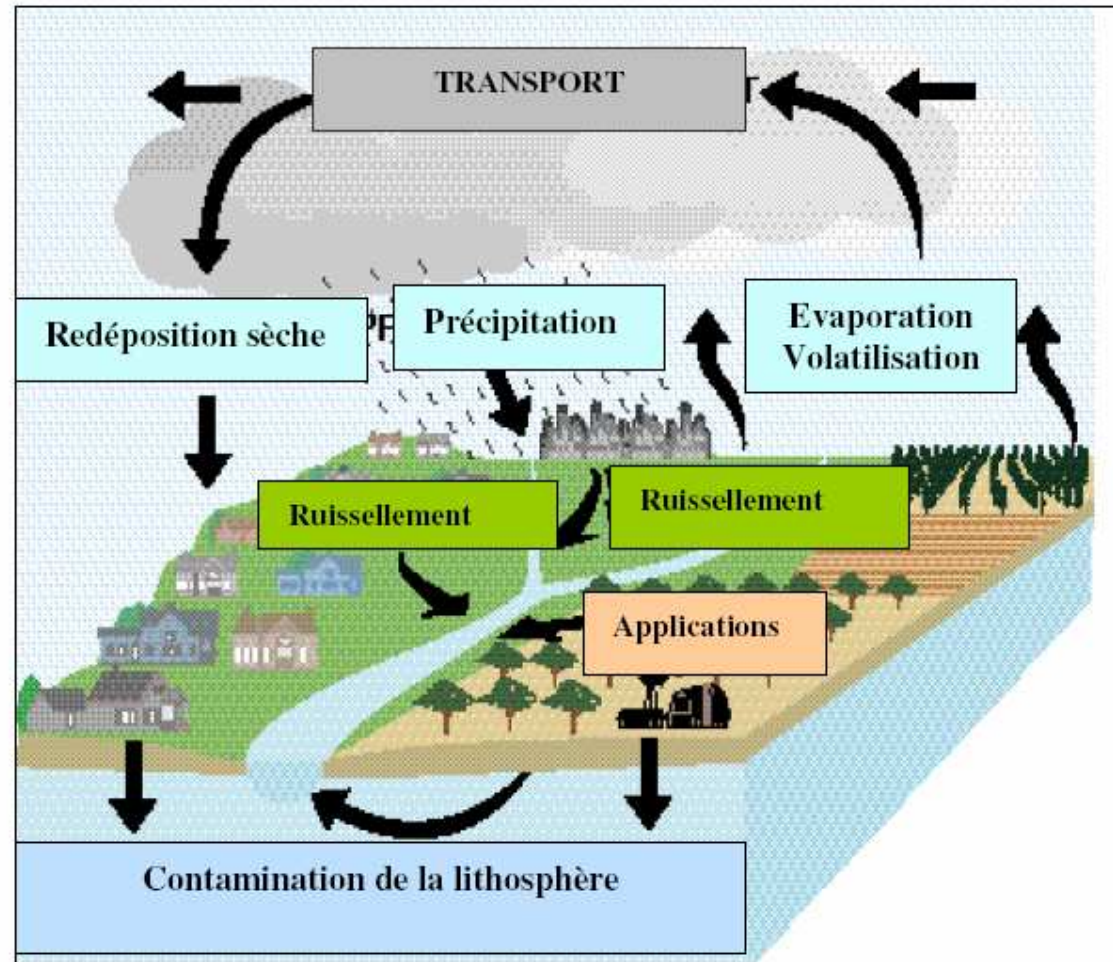 TRANSPORT
Redéposition sèche
Précipitation
Evaporation
Volatilisation
Ruissellement
Ruissellement
Applications
Contamination de la lithosphère